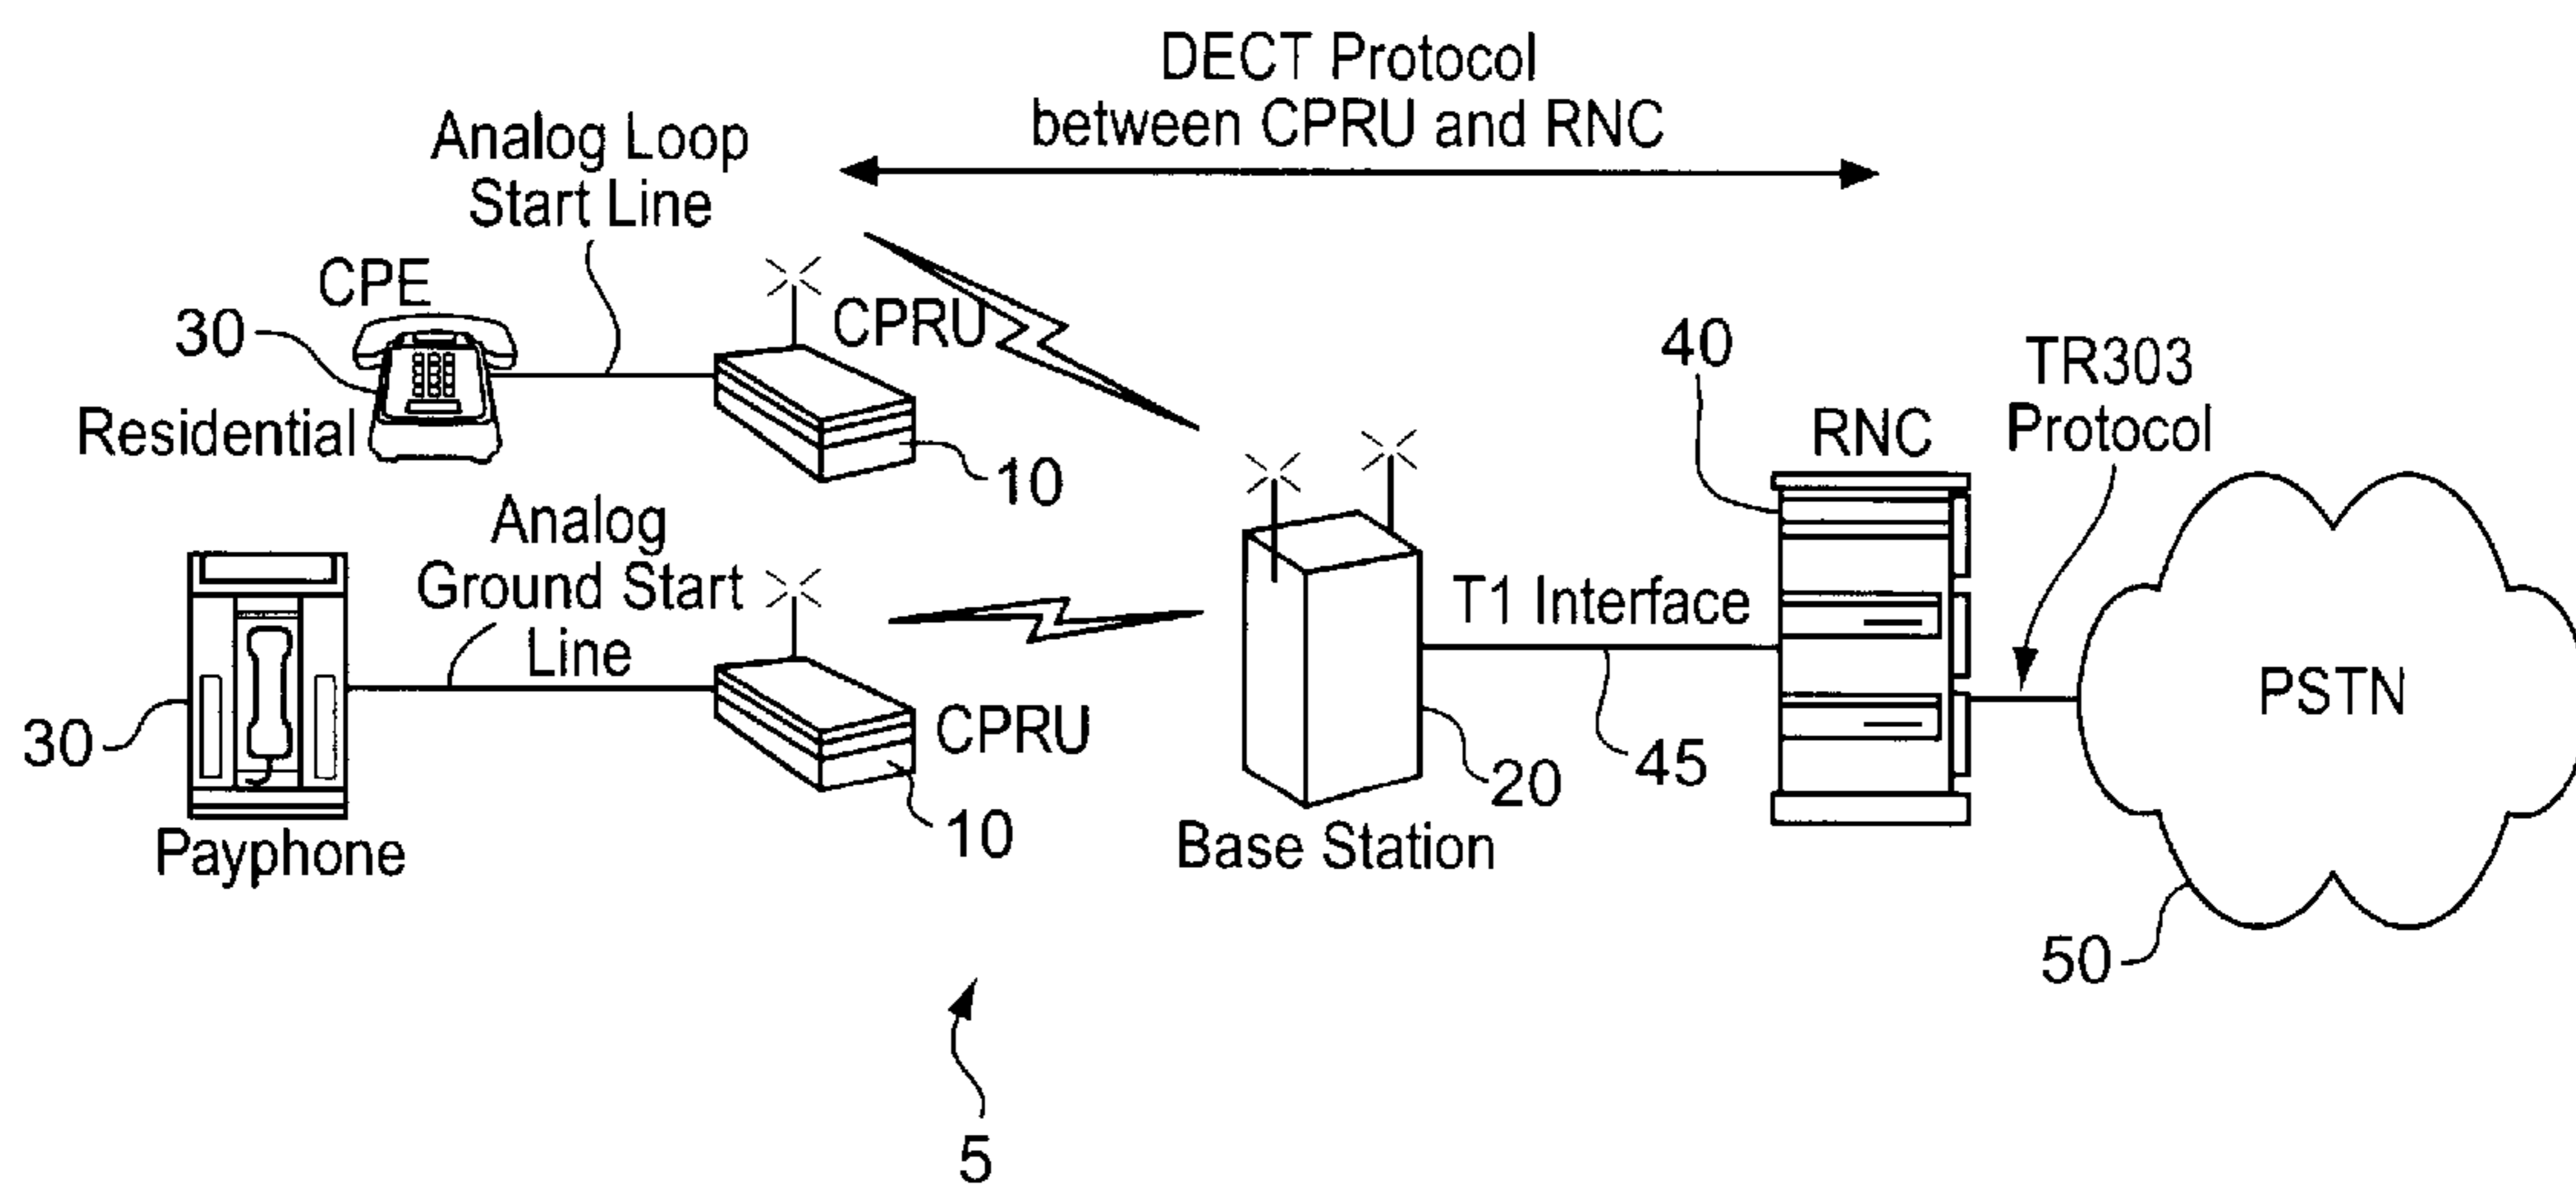 DECT Protocol
between CPRU and RNC
Analog Loop
Start Line
CPE
30
Residential
CPRU
10
Analog
Ground Start
Line
30
Payphone
CPRU
10
Base Station
20
T1 Interface
45
40
RNC
TR303
Protocol
PSTN
50
5